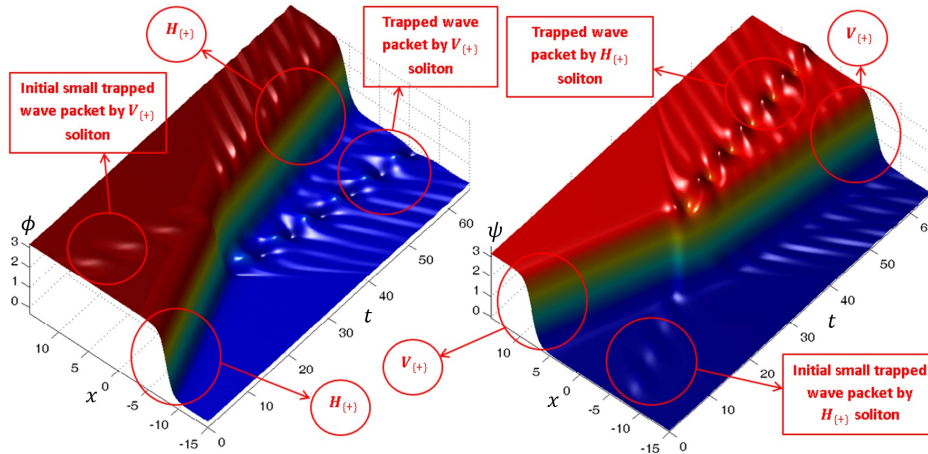 H(+)
Trapped wave
packet by V(+)
soliton
Initial small trapped
wave packet by V(+)
soliton
ϕ
3
2
1
0
10
5
0
-5
-10
-15
x
0
10
20
30
40
50
60
t
H(+)
Trapped wave
packet by H(+)
soliton
V(+)
ψ
3
2
1
0
10
5
0
-5
-10
-15
x
0
10
20
30
40
50
60
t
V(+)
Initial small trapped
wave packet by
H(+) soliton